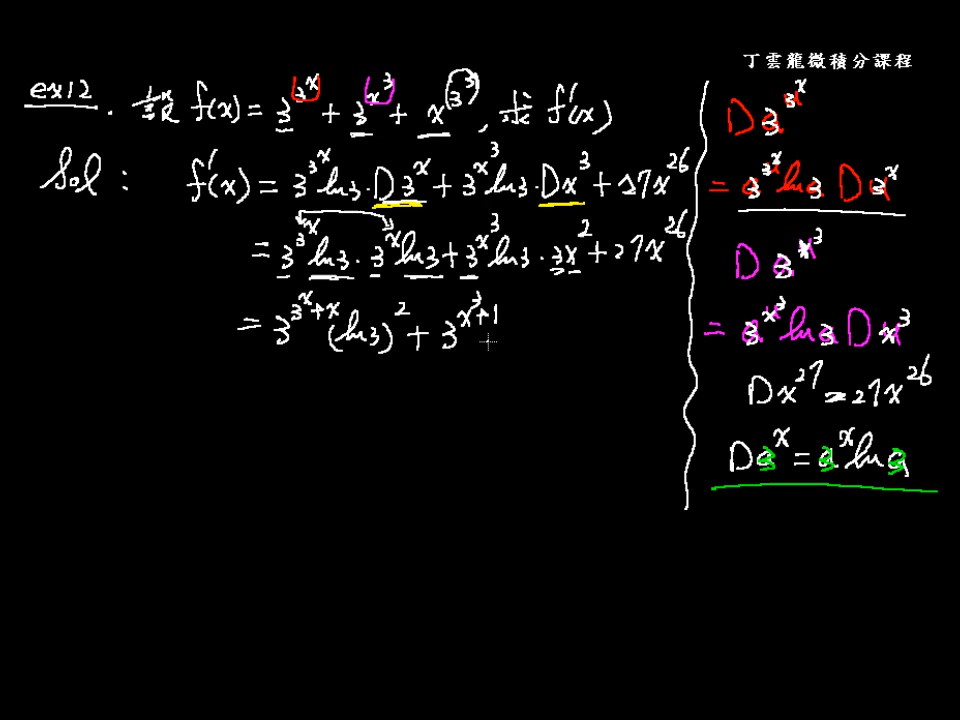 丁雲龍微積分課程
ex12. 設 f(x) = 3^{3^x} + 3^{x^3} + x^{(3^3)}, 求 f'(x)
Sol: f'(x) = 3^{3^x} ln3 · D3^x + 3^{x^3} ln3 · Dx^3 + 27x^{26}
= 3^{3^x} ln3 · 3^x ln3 + 3^{x^3} ln3 · 3x^2 + 27x^{26}
= 3^{3^x+x} (ln3)^2 + 3^{x^3+1}
D3^{3^x}
= 3^{3^x} ln3 D3^x
D3^{x^3}
= 3^{x^3} ln3 Dx^3
Dx^{27} = 27x^{26}
Da^x = a^x ln a